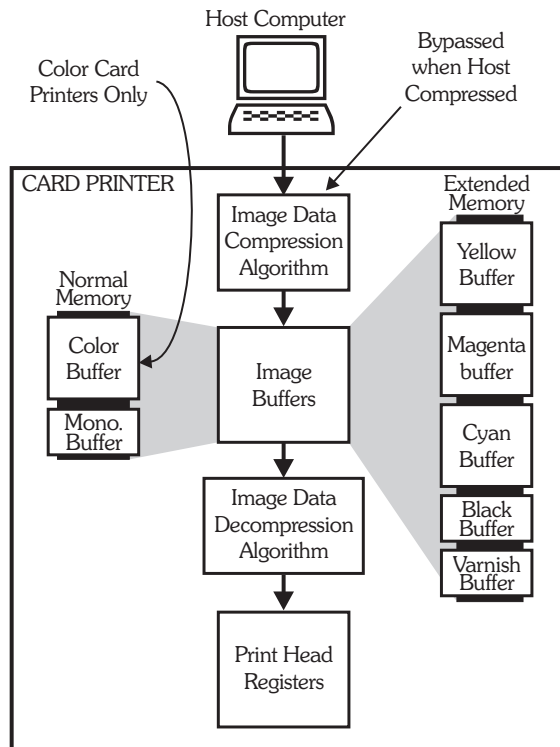 Host Computer
Color Card
Printers Only
Bypassed
when Host
Compressed
CARD PRINTER
Image Data
Compression
Algorithm
Extended
Memory
Yellow
Buffer
Normal
Memory
Color
Buffer
Image
Buffers
Magenta
buffer
Mono.
Buffer
Cyan
Buffer
Image Data
Decompression
Algorithm
Black
Buffer
Varnish
Buffer
Print Head
Registers